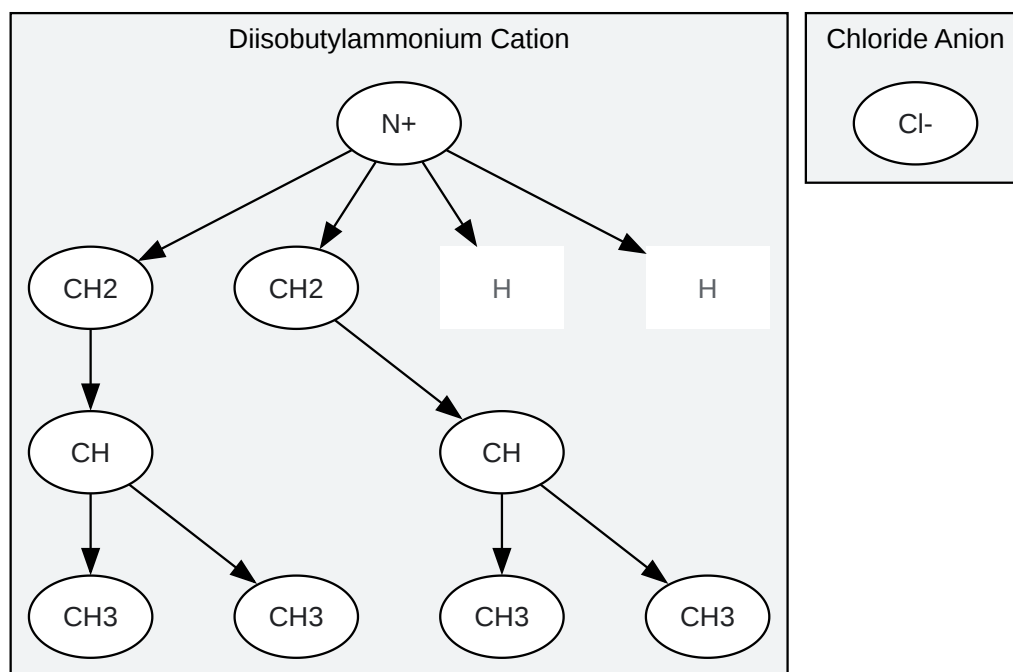 Diisobutylammonium Cation
Chloride Anion
N+
Cl-
CH2
CH2
H
H
CH
CH
CH3
CH3
CH3
CH3